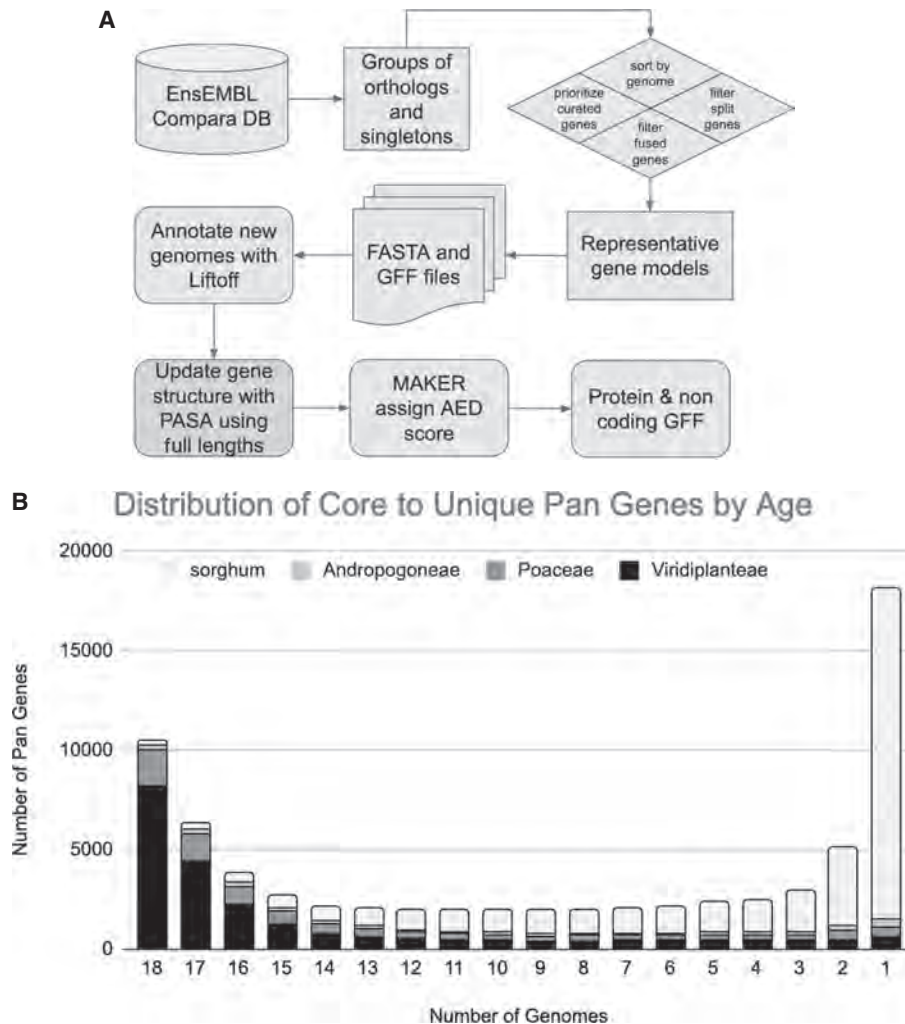 A
EnsEMBL
Compara DB
Groups of
orthologs
and
singletons
sort by
genome
prioritize
curated
genes
filter
split
genes
filter
fused
genes
Annotate new
genomes with
Liftoff
FASTA and
GFF files
Representative
gene models
Update gene
structure with
PASA using
full lengths
MAKER
assign AED
score
Protein & non
coding GFF
B
Distribution of Core to Unique Pan Genes by Age
20000
sorghum Andropogoneae Poaceae Viridiplanteae
15000
10000
5000
0
Number of Pan Genes
18 17 16 15 14 13 12 11 10 9 8 7 6 5 4 3 2 1
Number of Genomes